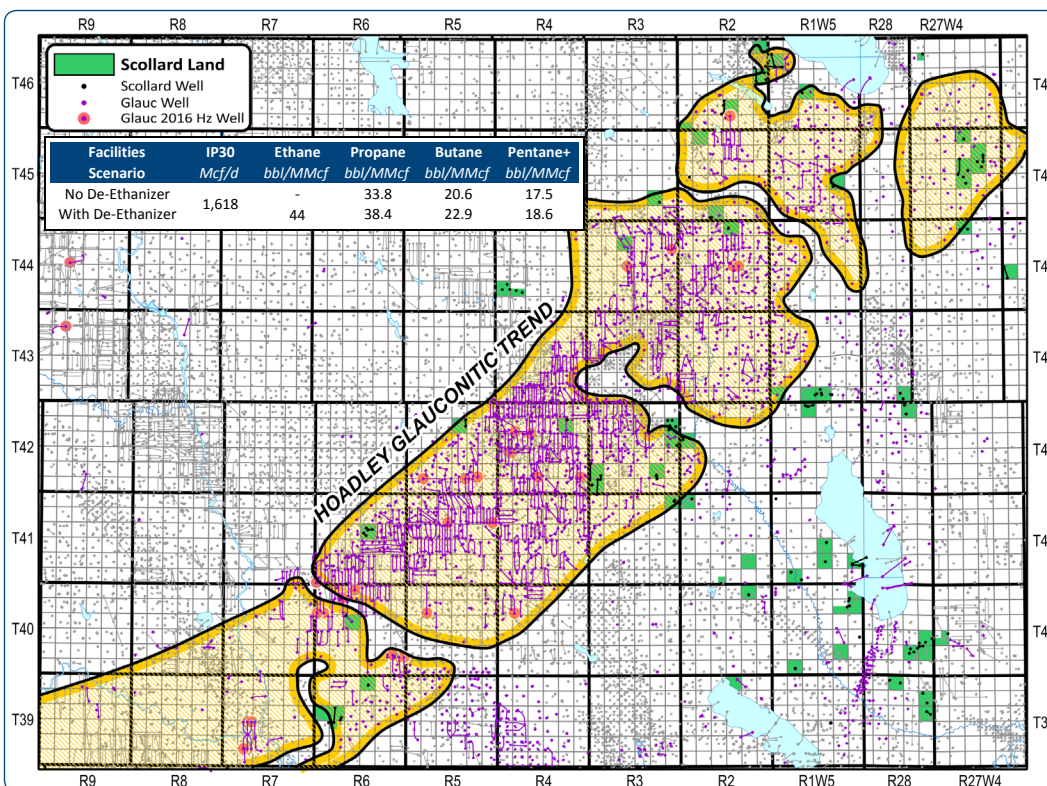 R9 R8 R7 R6 R5 R4 R3 R2 R1W5 R28 R27W4
Scollard Land
Scollard Well
Glauc Well
Glauc 2016 Hz Well
Facilities IP30 Ethane Propane Butane Pentane+
Scenario Mcf/d bbl/MMcf bbl/MMcf bbl/MMcf bbl/MMcf
No De-Ethanizer 1,618 - 33.8 20.6 17.5
With De-Ethanizer 44 38.4 22.9 18.6
T46 T4
T45 T4
T44 T4
HOADLEY GLAUCONITIC TREND
T43 T4
T42 T4
T41 T4
T40 T4
T39 T3
R9 R8 R7 R6 R5 R4 R3 R2 R1W5 R28 R27W4